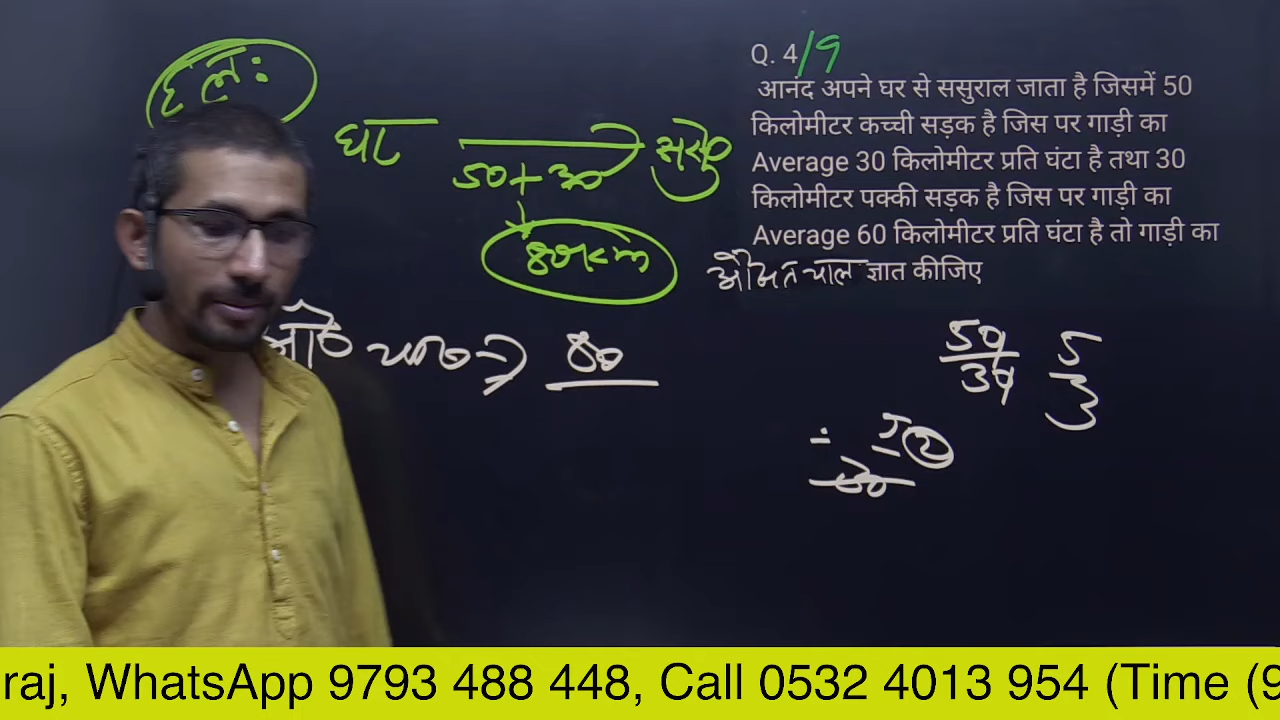 हल:
घर
50+30
ससु०
80km
औ० चाल⇒ 80
Q. 4/9
आनंद अपने घर से ससुराल जाता है जिसमें 50
किलोमीटर कच्ची सड़क है जिस पर गाड़ी का
Average 30 किलोमीटर प्रति घंटा है तथा 30
किलोमीटर पक्की सड़क है जिस पर गाड़ी का
Average 60 किलोमीटर प्रति घंटा है तो गाड़ी का
औसत चाल ज्ञात कीजिए
50 5
30 3
raj, WhatsApp 9793 488 448, Call 0532 4013 954 (Time (9